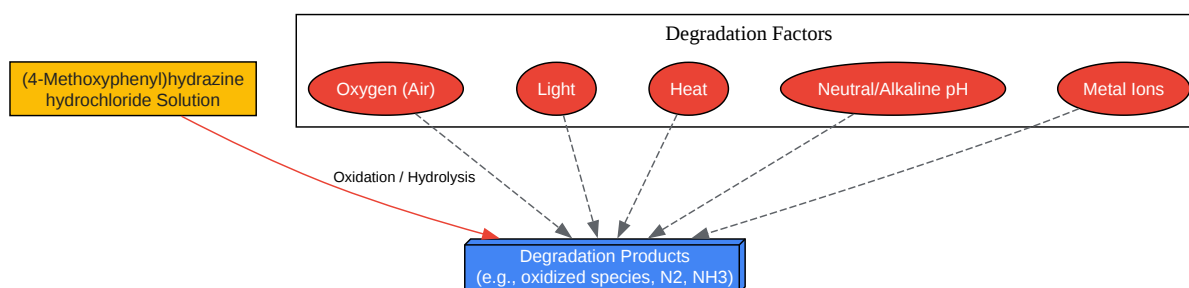 Degradation Factors
(4-Methoxyphenyl)hydrazine
hydrochloride Solution
Oxygen (Air)
Light
Heat
Neutral/Alkaline pH
Metal Ions
Oxidation / Hydrolysis
Degradation Products
(e.g., oxidized species, N2, NH3)